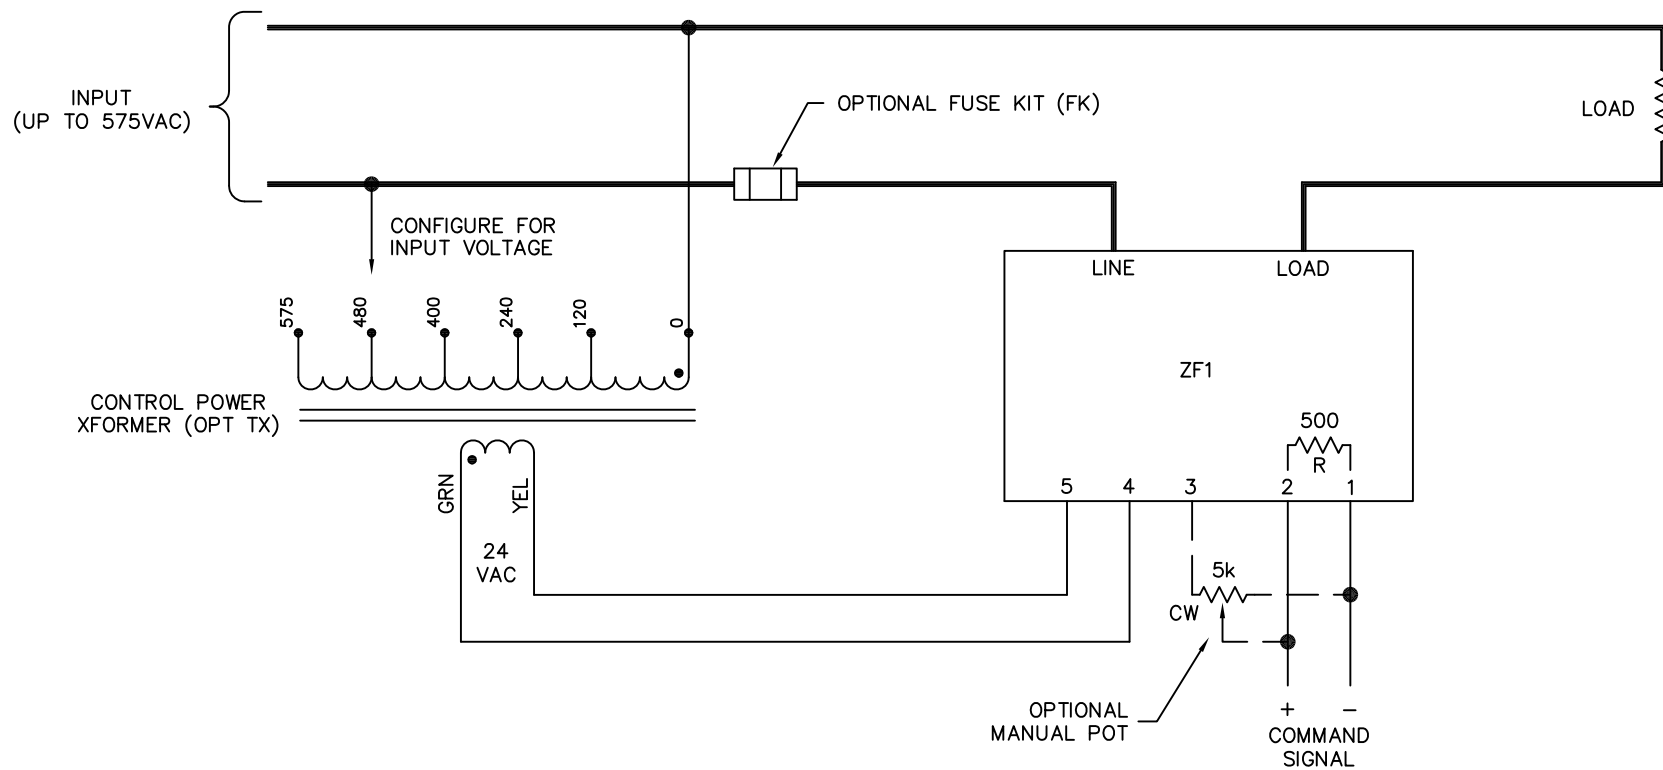 INPUT
(UP TO 575VAC)
OPTIONAL FUSE KIT (FK)
LOAD
CONFIGURE FOR
INPUT VOLTAGE
LINE
LOAD
575
480
400
240
120
0
ZF1
CONTROL POWER
XFORMER (OPT TX)
500
R
GRN
YEL
5
4
3
2
1
24
VAC
5k
CW
OPTIONAL
MANUAL POT
+
−
COMMAND
SIGNAL